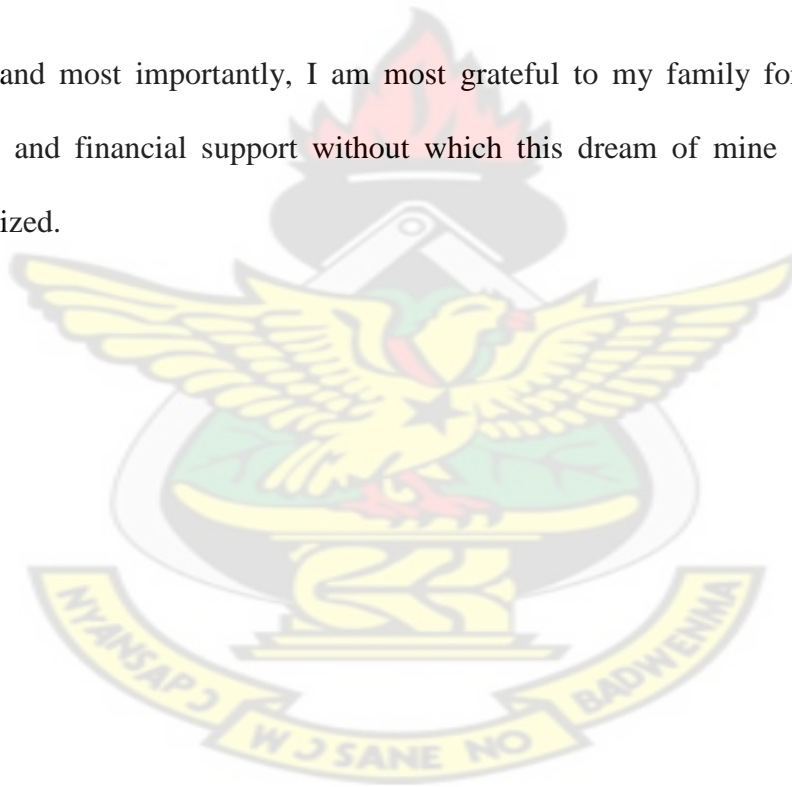 and most importantly, I am most grateful to my family for
and financial support without which this dream of mine
ized.
NYANSAPƆ WƆSANE NO BADWENMA